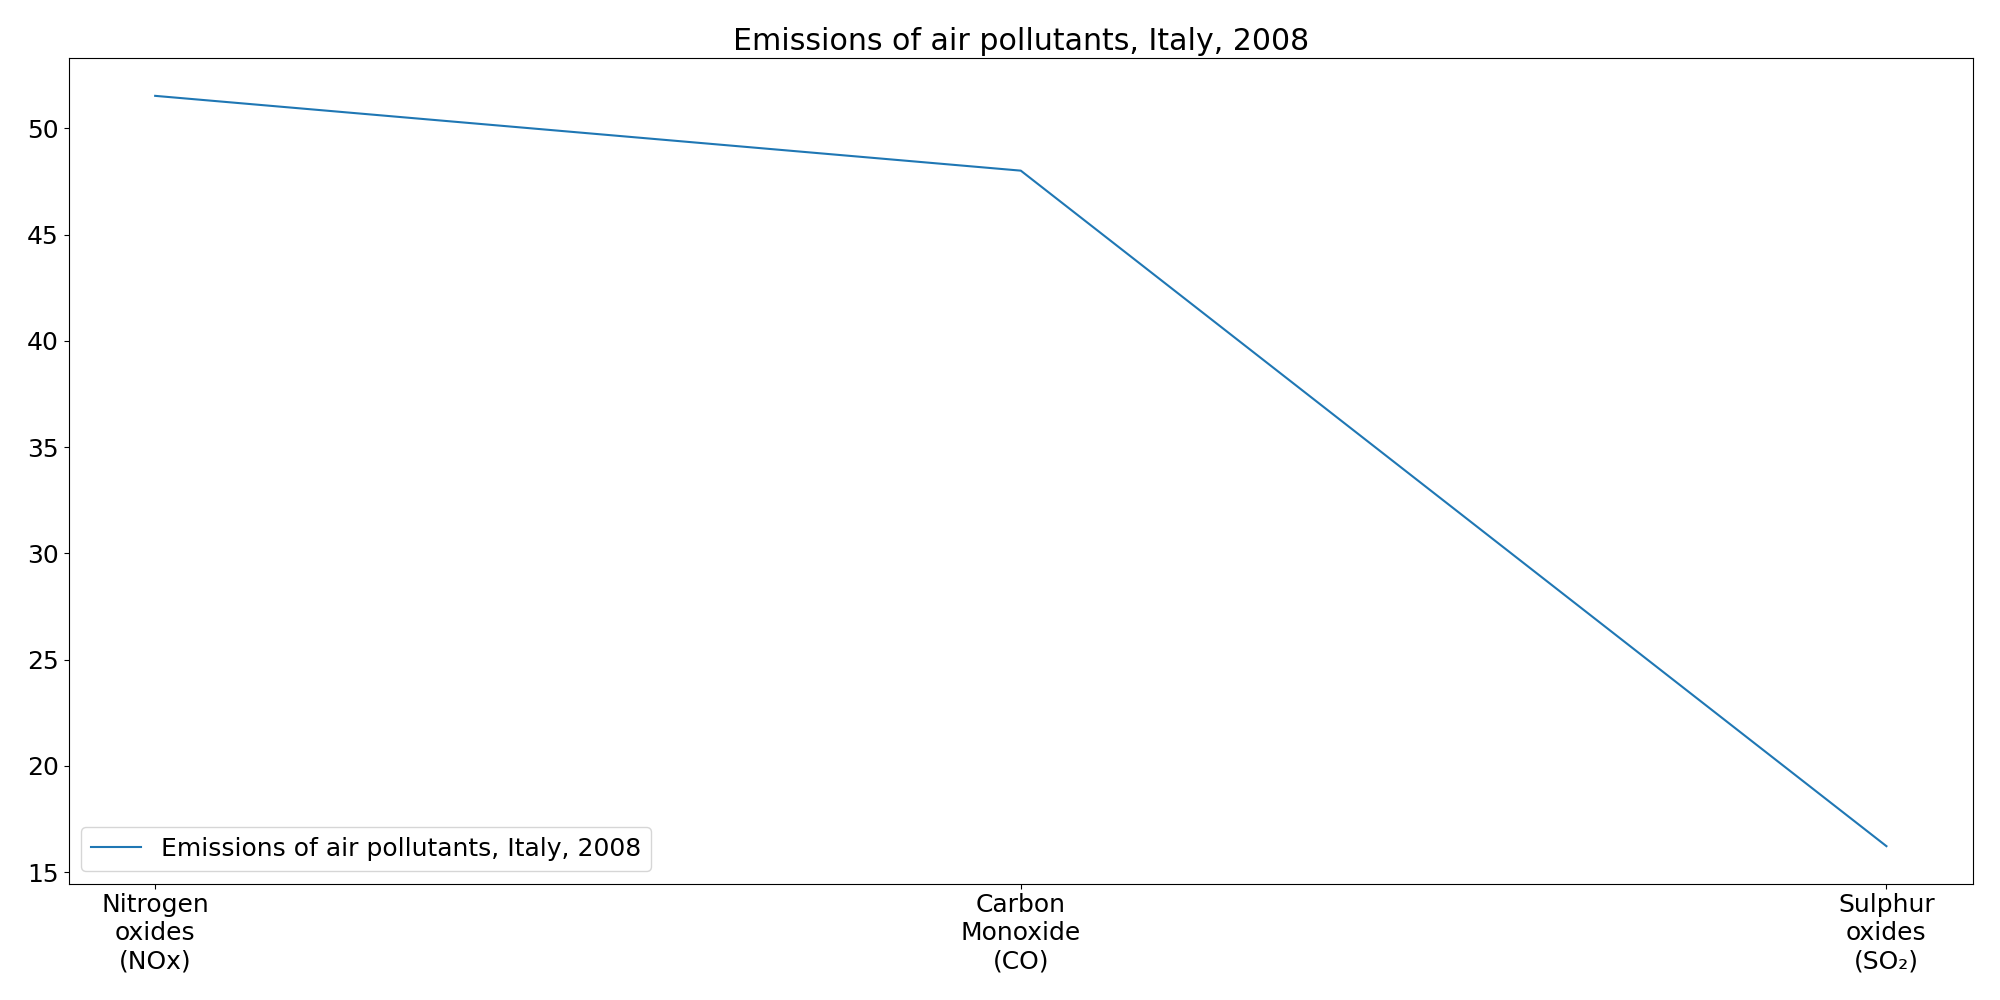 Emissions of air pollutants, Italy, 2008
50
45
40
35
30
25
20
15
Emissions of air pollutants, Italy, 2008
Nitrogen
oxides
(NOx)
Carbon
Monoxide
(CO)
Sulphur
oxides
(SO₂)